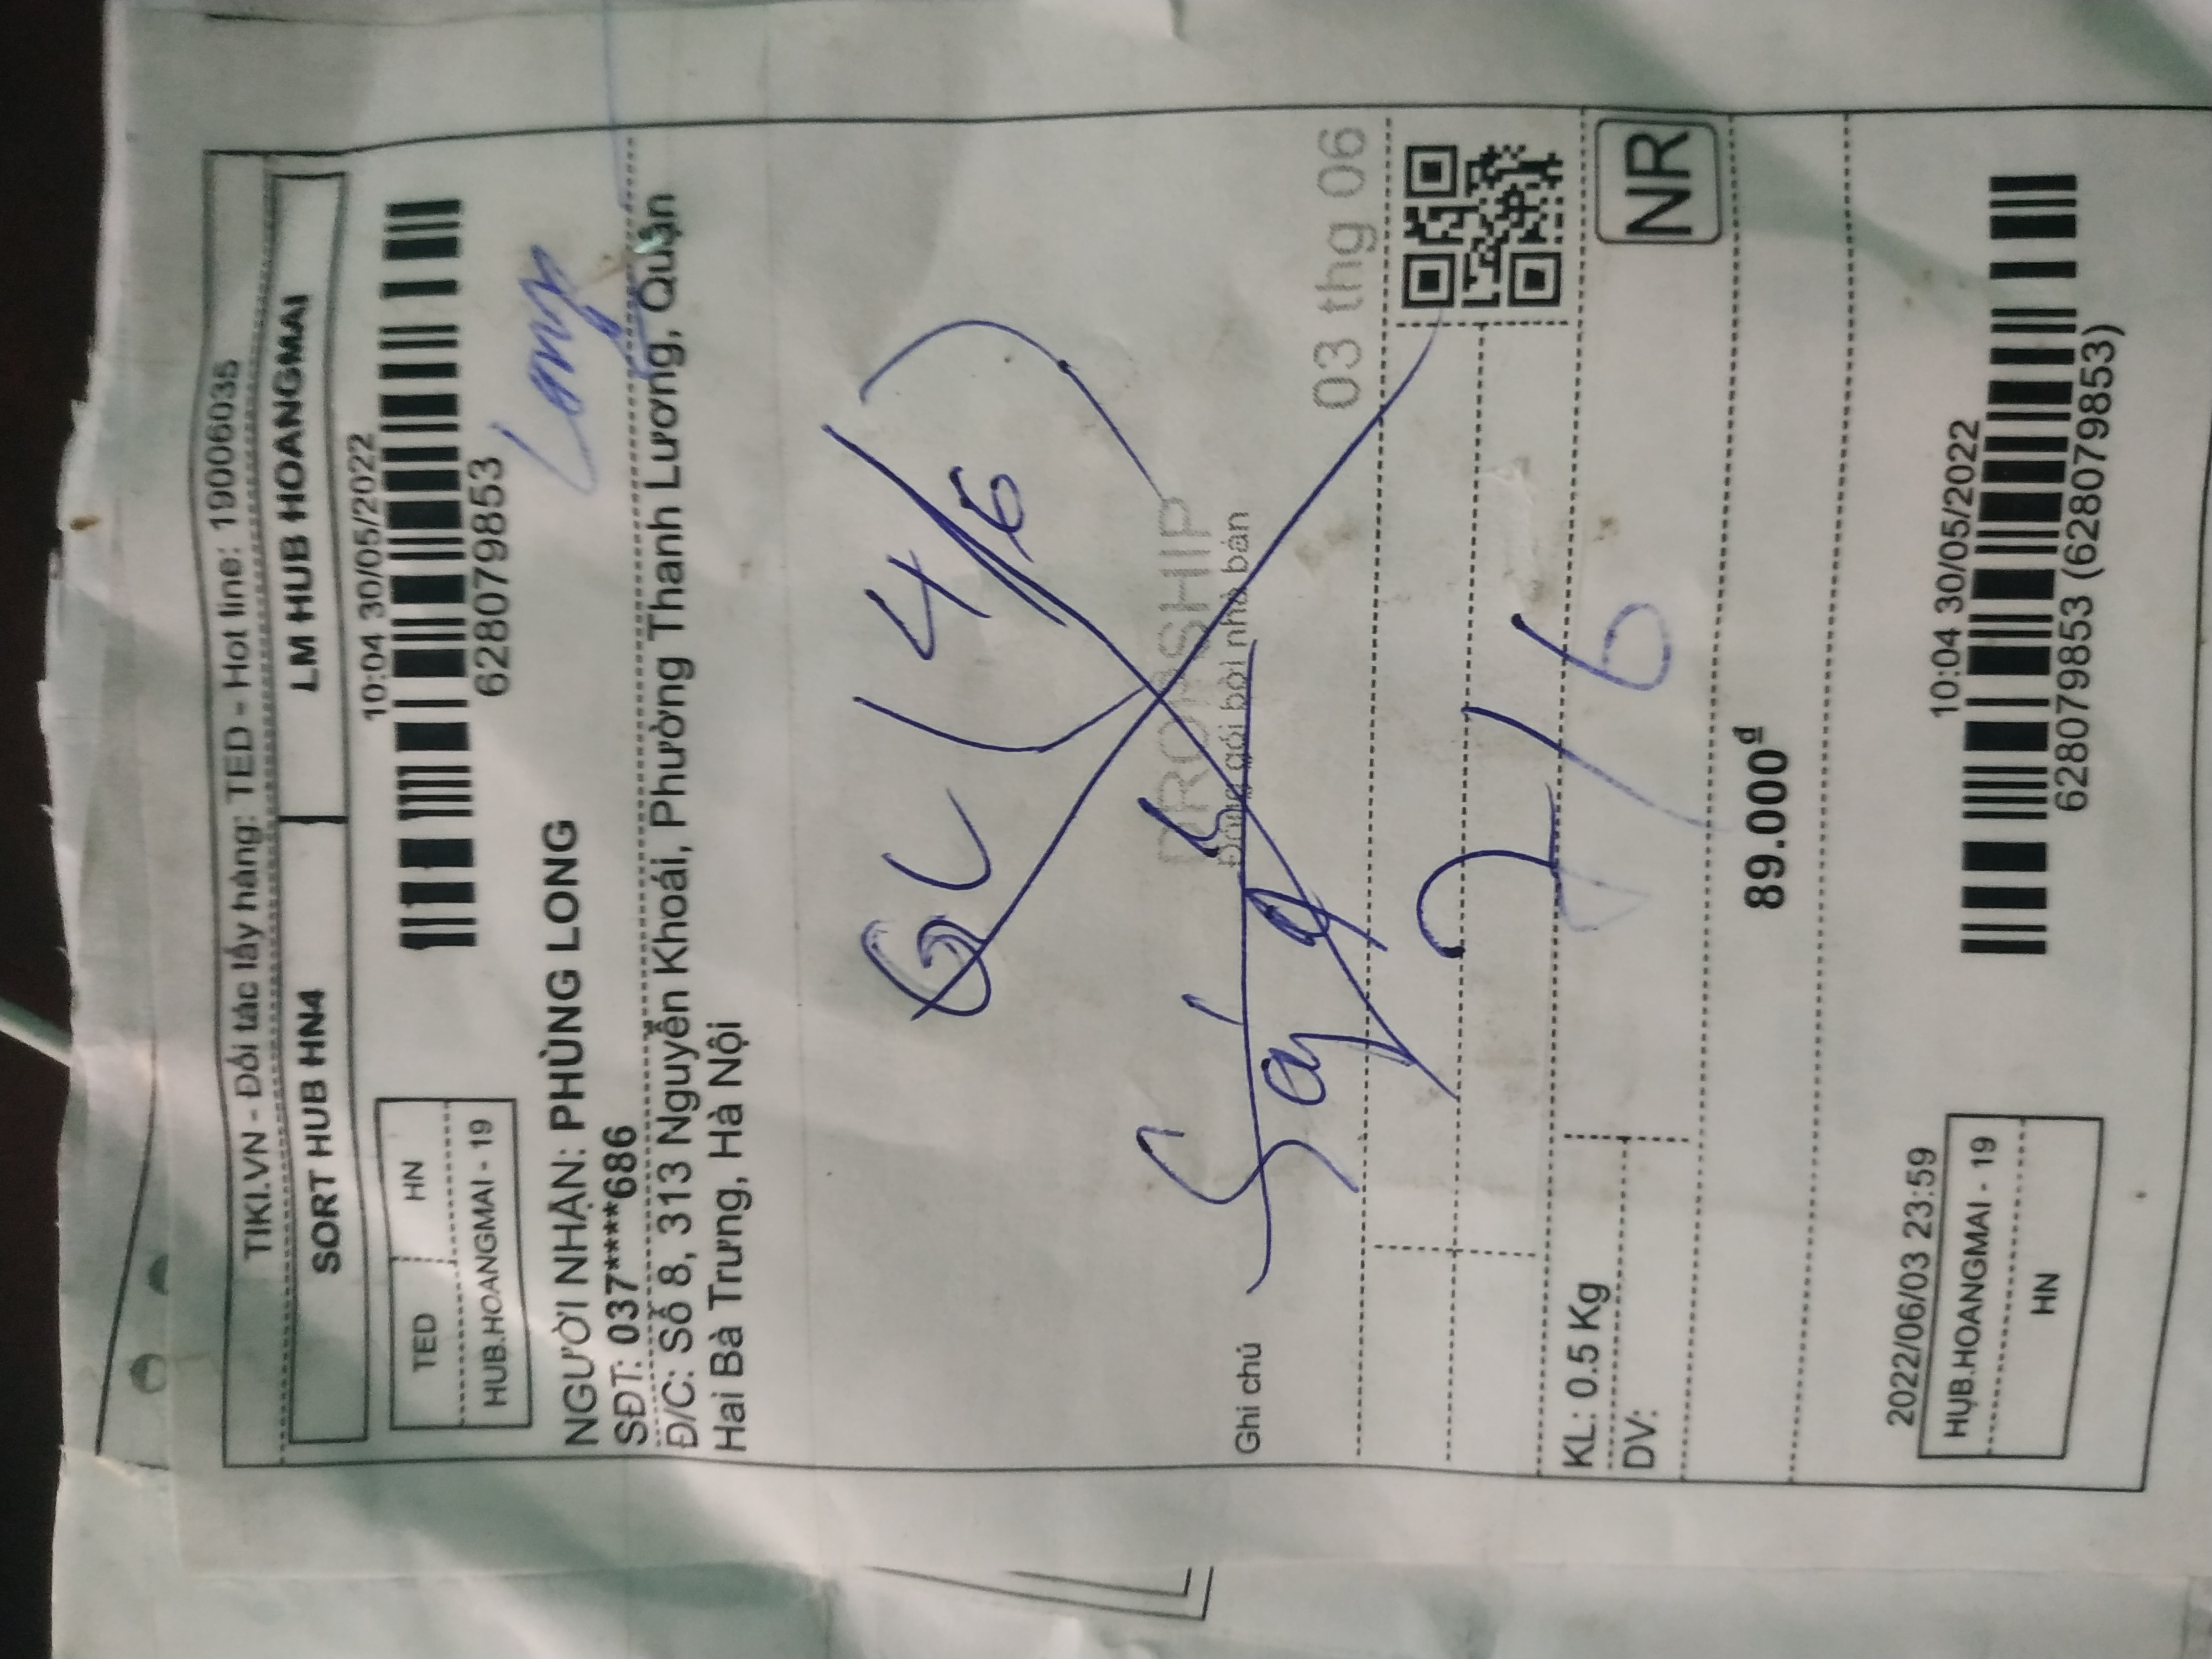 TIKI.VN - Đối tác lấy hàng: TED - Hot line: 19006035
SORT HUB HN4
LM HUB HOANGMAI
10:04 30/05/2022
TED
HN
HUB.HOANGMAI - 19
628079853
Long
NGƯỜI NHẬN: PHÙNG LONG
SĐT: 037****686
Đ/C: Số 8, 313 Nguyễn Khoái, Phường Thanh Lương, Quận
Hai Bà Trưng, Hà Nội
GL (4/6)
DROPSHIP
Đóng gói bởi nhà bán
Ghi chú
03 thg 06
7/6
KL: 0.5 Kg
DV:
NR
89.000đ
2022/06/03 23:59
HUB.HOANGMAI - 19
HN
10:04 30/05/2022
628079853 (628079853)